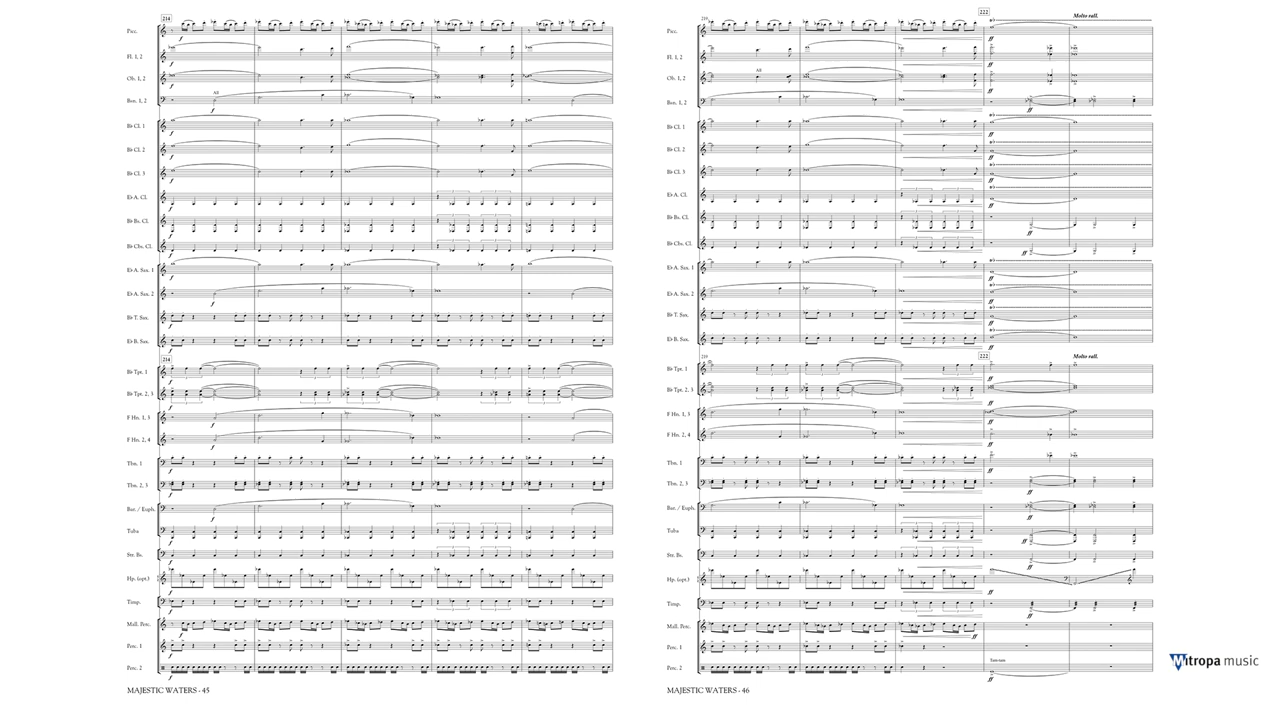 214
Picc.
Fl. 1, 2
Ob. 1, 2
All
Bsn. 1, 2
B♭ Cl. 1
B♭ Cl. 2
B♭ Cl. 3
E♭ A. Cl.
B♭ Bs. Cl.
B♭ Cbs. Cl.
E♭ A. Sax. 1
E♭ A. Sax. 2
B♭ T. Sax.
E♭ B. Sax.
214
B♭ Tpt. 1
B♭ Tpt. 2, 3
F Hn. 1, 3
F Hn. 2, 4
Tbn. 1
Tbn. 2, 3
Bar. / Euph.
Tuba
Str. Bs.
Hp. (opt.)
Timp.
Mall. Perc.
Perc. 1
Perc. 2
MAJESTIC WATERS - 45
219
222
Molto rall.
Picc.
Fl. 1, 2
All
Ob. 1, 2
Bsn. 1, 2
B♭ Cl. 1
B♭ Cl. 2
B♭ Cl. 3
E♭ A. Cl.
B♭ Bs. Cl.
B♭ Cbs. Cl.
E♭ A. Sax. 1
E♭ A. Sax. 2
B♭ T. Sax.
E♭ B. Sax.
219
222
Molto rall.
B♭ Tpt. 1
B♭ Tpt. 2, 3
F Hn. 1, 3
F Hn. 2, 4
Tbn. 1
Tbn. 2, 3
Bar. / Euph.
Tuba
Str. Bs.
Hp. (opt.)
Timp.
Mall. Perc.
Perc. 1
Perc. 2
Tam-tam
MAJESTIC WATERS - 46
Mitropa music